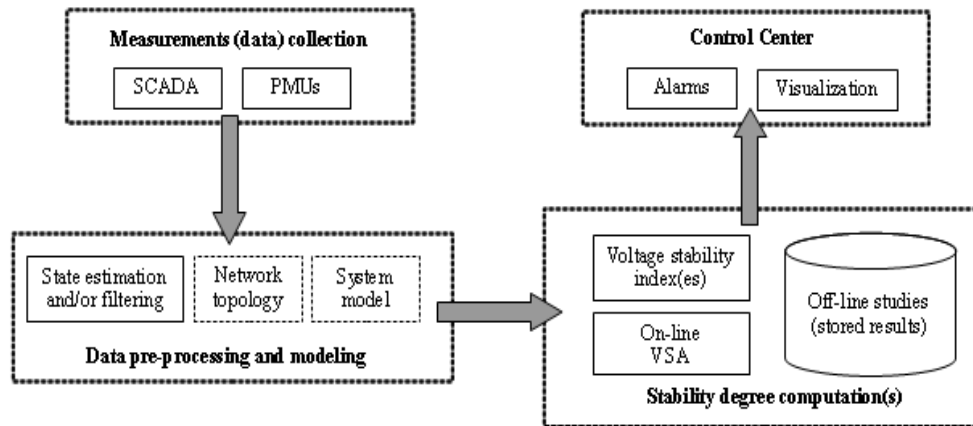 Measurements (data) collection
SCADA
PMUs
Control Center
Alarms
Visualization
State estimation
and/or filtering
Network
topology
System
model
Data pre-processing and modeling
Voltage stability
index(es)
On-line
VSA
Off-line studies
(stored results)
Stability degree computation(s)